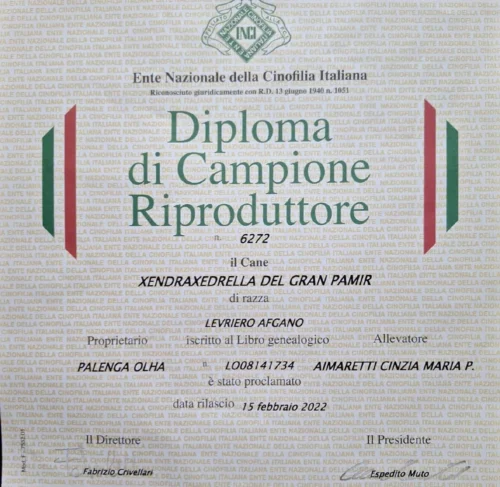 ENCI
Ente Nazionale della Cinofilia Italiana
Riconosciuto giuridicamente con R.D. 13 giugno 1940 n. 1051
Diploma
di Campione
Riproduttore
n. 6272
il Cane
XENDRAXEDRELLA DEL GRAN PAMIR
di razza
LEVRIERO AFGANO
Proprietario iscritto al Libro genealogico Allevatore
PALENGA OLHA n. LO08141734 AIMARETTI CINZIA MARIA P.
è stato proclamato
data rilascio 15 febbraio 2022
Il Direttore Il Presidente
Fabrizio Crivellari Espedito Muto